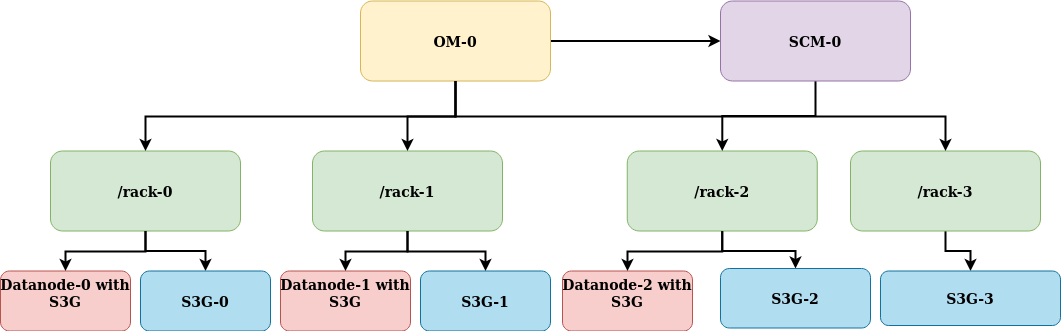 OM-0
SCM-0
/rack-0
/rack-1
/rack-2
/rack-3
Datanode-0 with
S3G
S3G-0
Datanode-1 with
S3G
S3G-1
Datanode-2 with
S3G
S3G-2
S3G-3